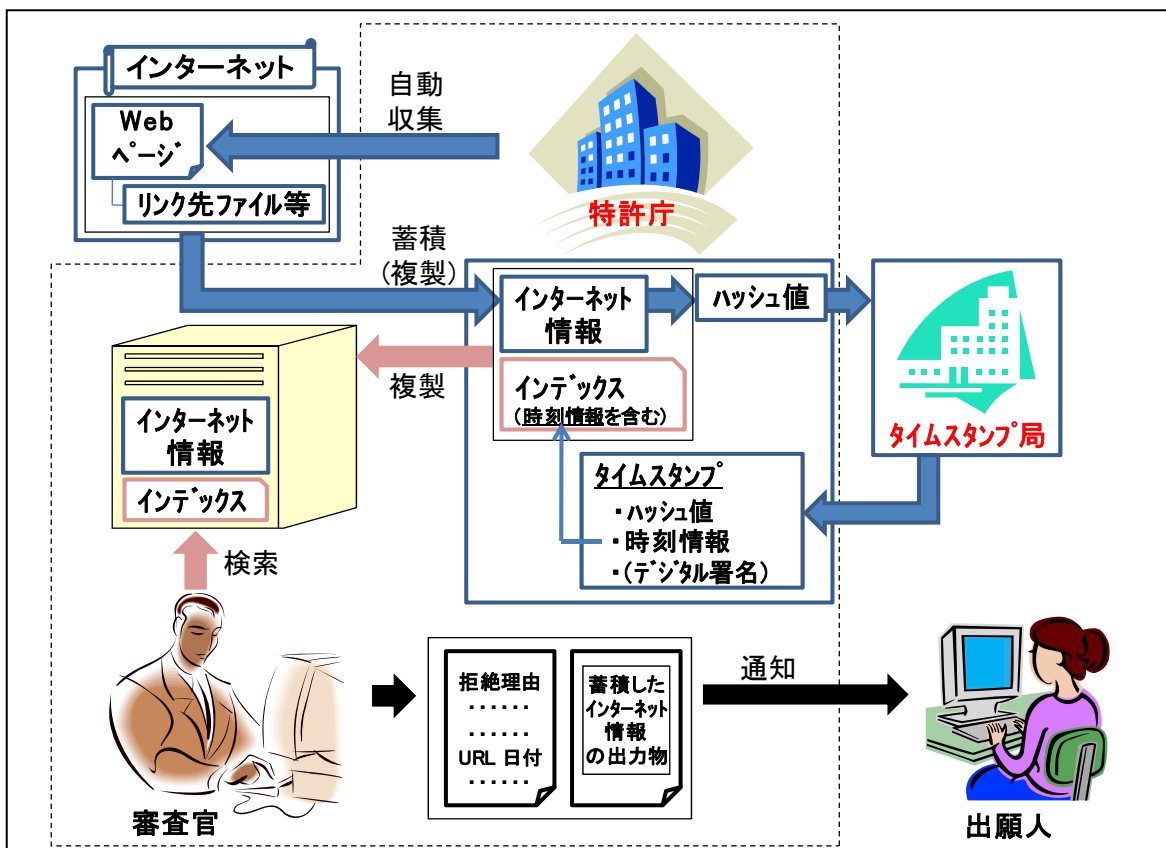 インターネット
Web
ページ
リンク先ファイル等
自動
収集
特許庁
蓄積
(複製)
インターネット
情報
ハッシュ値
インデックス
(時刻情報を含む)
複製
タイムスタンプ局
タイムスタンプ
・ハッシュ値
・時刻情報
・(デジタル署名)
インターネット
情報
インデックス
検索
審査官
拒絶理由
・・・・・・
・・・・・・
URL 日付
・・・・・・
蓄積した
インターネット
情報
の出力物
通知
出願人